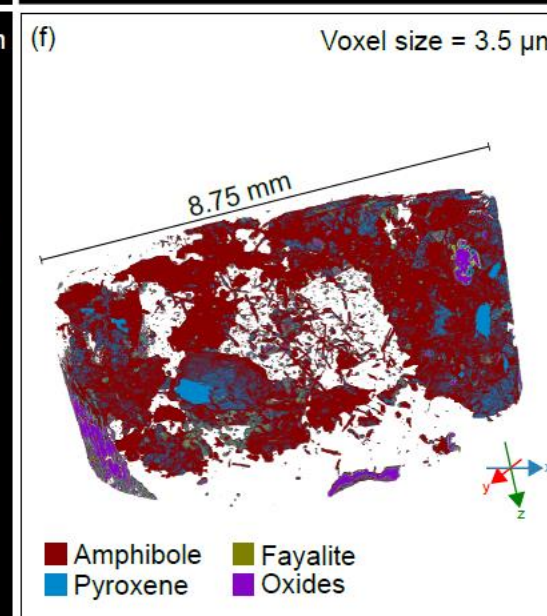 (f)
Voxel size = 3.5 µm
8.75 mm
x
y
z
Amphibole
Fayalite
Pyroxene
Oxides